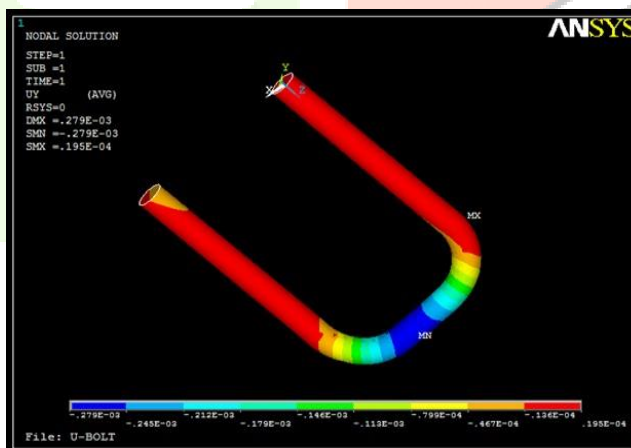 1
ANSYS
NODAL SOLUTION
STEP=1
SUB =1
TIME=1
UY (AVG)
RSYS=0
DMX =.279E-03
SMN =-.279E-03
SMX =.195E-04
Y
X Z
MX
MN
-.279E-03 -.212E-03 -.146E-03 -.799E-04 -.136E-04
-.245E-03 -.179E-03 -.113E-03 -.467E-04 .195E-04
File: U-BOLT